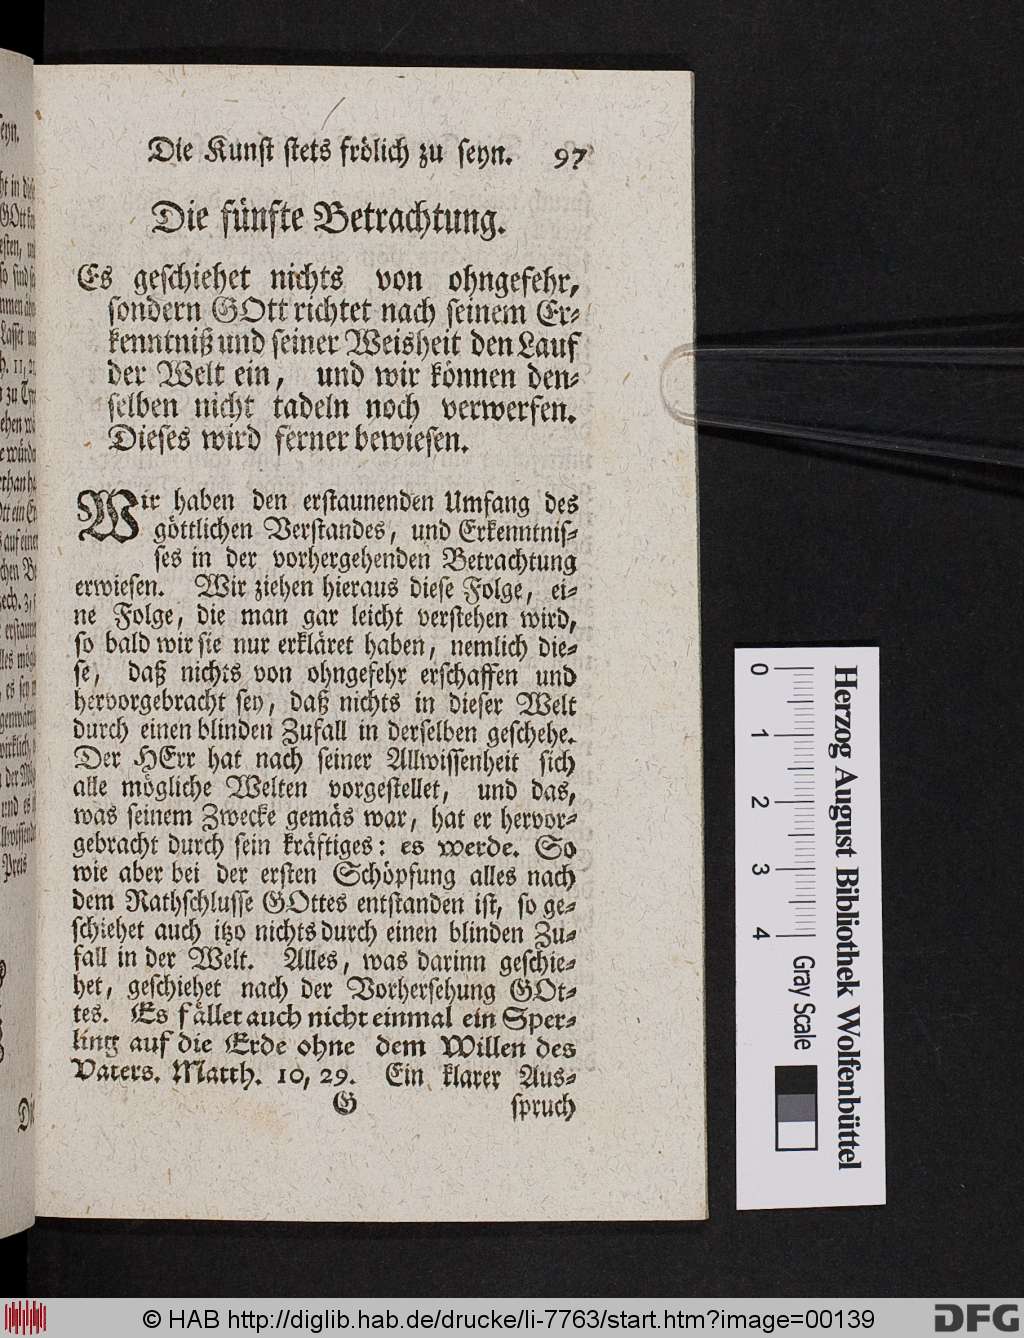 Die Kunst stets frölich zu seyn. 97
Die fünfte Betrachtung.
Es geschiehet nichts von ohngefehr,
sondern GOtt richtet nach seinem Er-
kenntniß und seiner Weisheit den Lauf
der Welt ein, und wir können den-
selben nicht tadeln noch verwerfen.
Dieses wird ferner bewiesen.
Wir haben den erstaunenden Umfang des
göttlichen Verstandes, und Erkenntnis-
ses in der vorhergehenden Betrachtung
erwiesen. Wir ziehen hieraus diese Folge, ei-
ne Folge, die man gar leicht verstehen wird,
so bald wir sie nur erkläret haben, nemlich die-
se, daß nichts von ohngefehr erschaffen und
hervorgebracht sey, daß nichts in dieser Welt
durch einen blinden Zufall in derselben geschehe.
Der HErr hat nach seiner Allwissenheit sich
alle mögliche Welten vorgestellet, und das,
was seinem Zwecke gemäs war, hat er hervor-
gebracht durch sein kräftiges: es werde. So
wie aber bei der ersten Schöpfung alles nach
dem Rathschlusse GOttes entstanden ist, so ge-
schiehet auch itzo nichts durch einen blinden Zu-
fall in der Welt. Alles, was darinn geschie-
het, geschiehet nach der Vorhersehung GOt-
tes. Es fället auch nicht einmal ein Sper-
ling auf die Erde ohne dem Willen des
Vaters. Matth. 10, 29. Ein klarer Aus-
G spruch
0 1 2 3 4
Gray Scale
Herzog August Bibliothek Wolfenbüttel
© HAB http://diglib.hab.de/drucke/li-7763/start.htm?image=00139
DFG